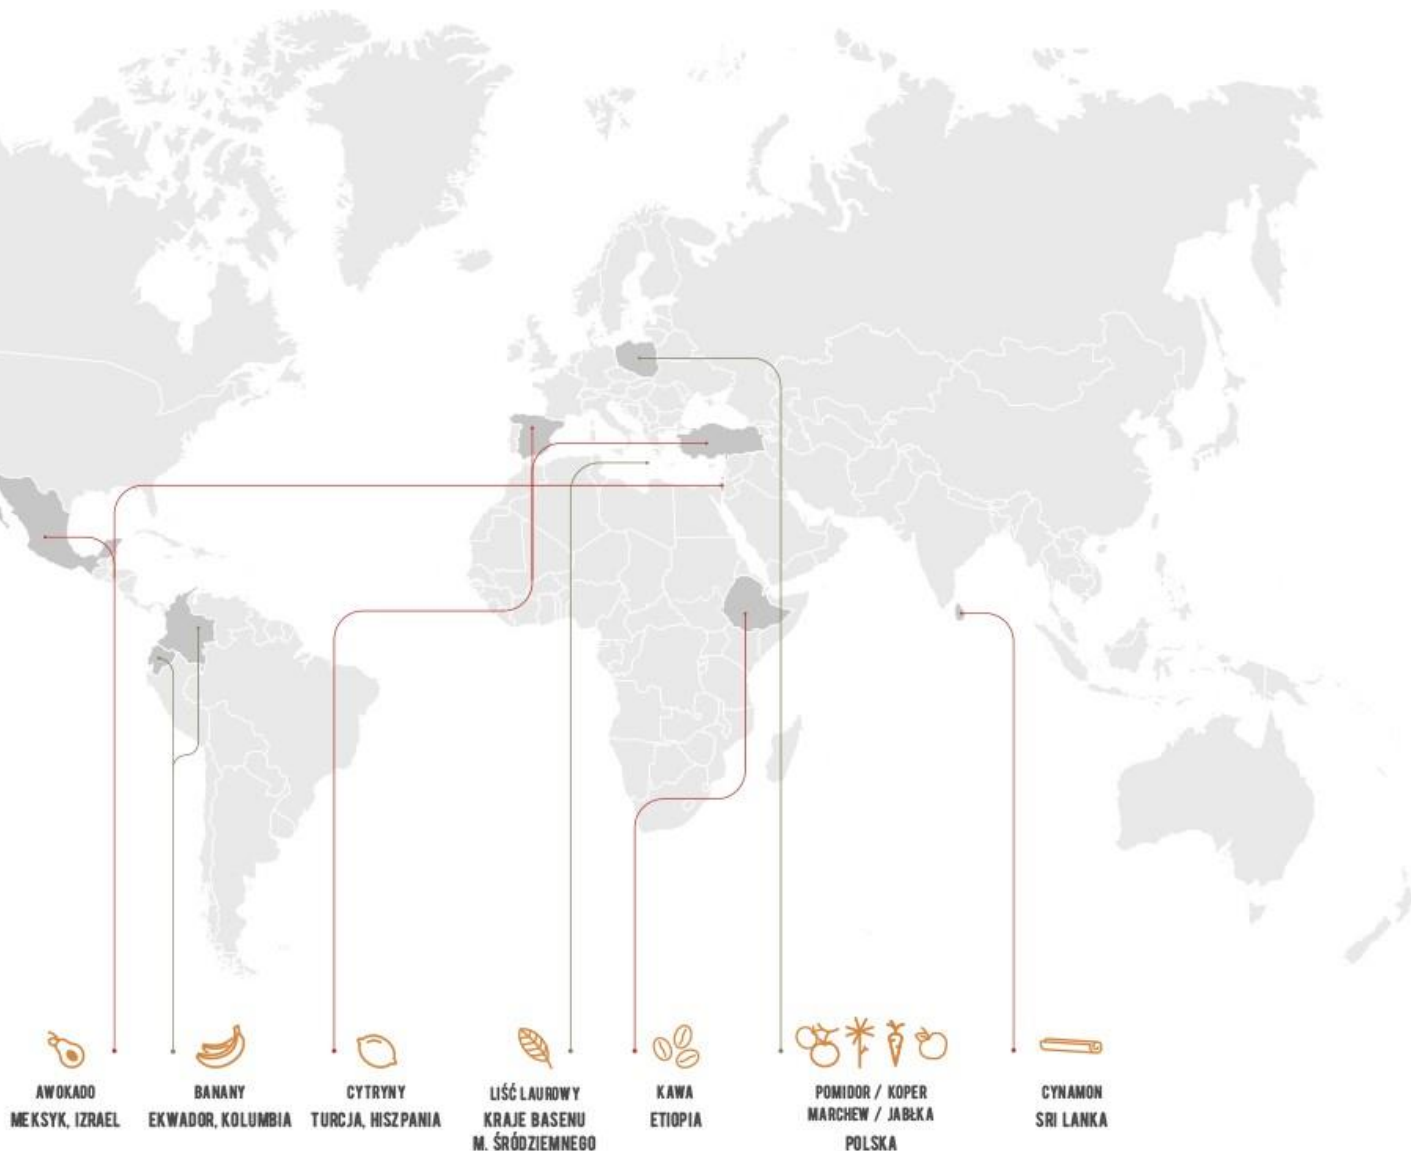 AWOKADO
MEKSYK, IZRAEL
BANANY
EKWADOR, KOLUMBIA
CYTRYNY
TURCJA, HISZPANIA
LIŚĆ LAUROWY
KRAJE BASENU
M. ŚRÓDZIEMNEGO
KAWA
ETIOPIA
POMIDOR / KOPER
MARCHEW / JABŁKA
POLSKA
CYNAMON
SRI LANKA